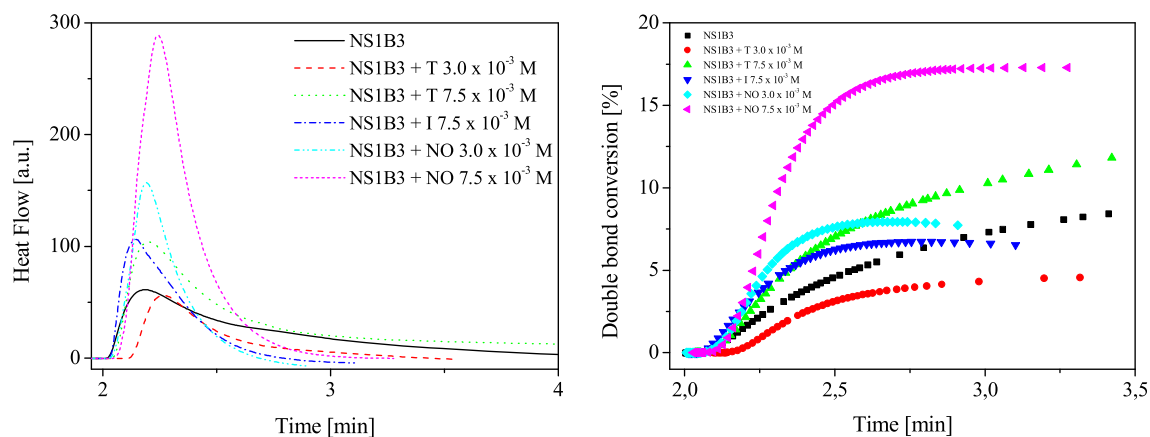 300
200
100
0
Heat Flow [a.u.]
NS1B3
NS1B3 + T 3.0 x 10⁻³ M
NS1B3 + T 7.5 x 10⁻³ M
NS1B3 + I 7.5 x 10⁻³ M
NS1B3 + NO 3.0 x 10⁻³ M
NS1B3 + NO 7.5 x 10⁻³ M
2
3
4
Time [min]
20
15
10
5
0
Double bond conversion [%]
NS1B3
NS1B3 + T 3.0 x 10⁻³ M
NS1B3 + T 7.5 x 10⁻³ M
NS1B3 + I 7.5 x 10⁻³ M
NS1B3 + NO 3.0 x 10⁻³ M
NS1B3 + NO 7.5 x 10⁻³ M
2,0
2,5
3,0
3,5
Time [min]